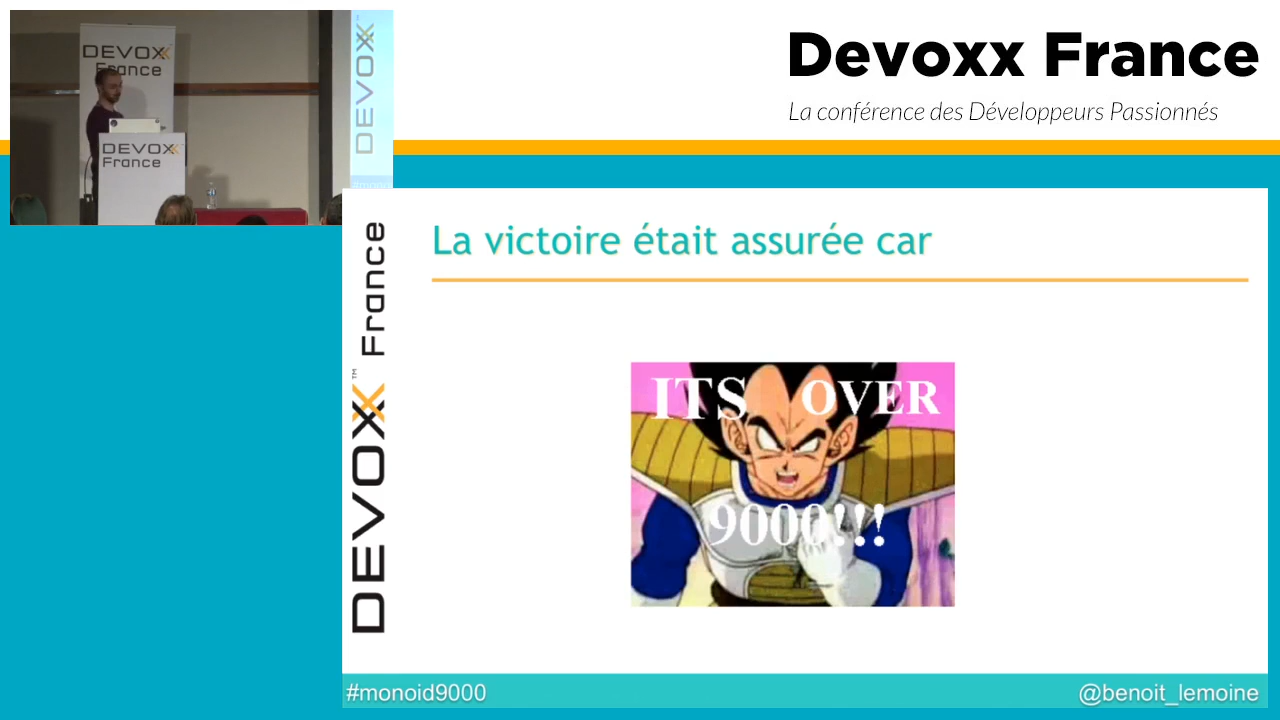 DEVOXX
France
DEVOXX
France
DEVOXX
Devoxx France
La conférence des Développeurs Passionnés
DEVOXX™ France
La victoire était assurée car
ITS OVER
9000!!!
#monoid9000
@benoit_lemoine